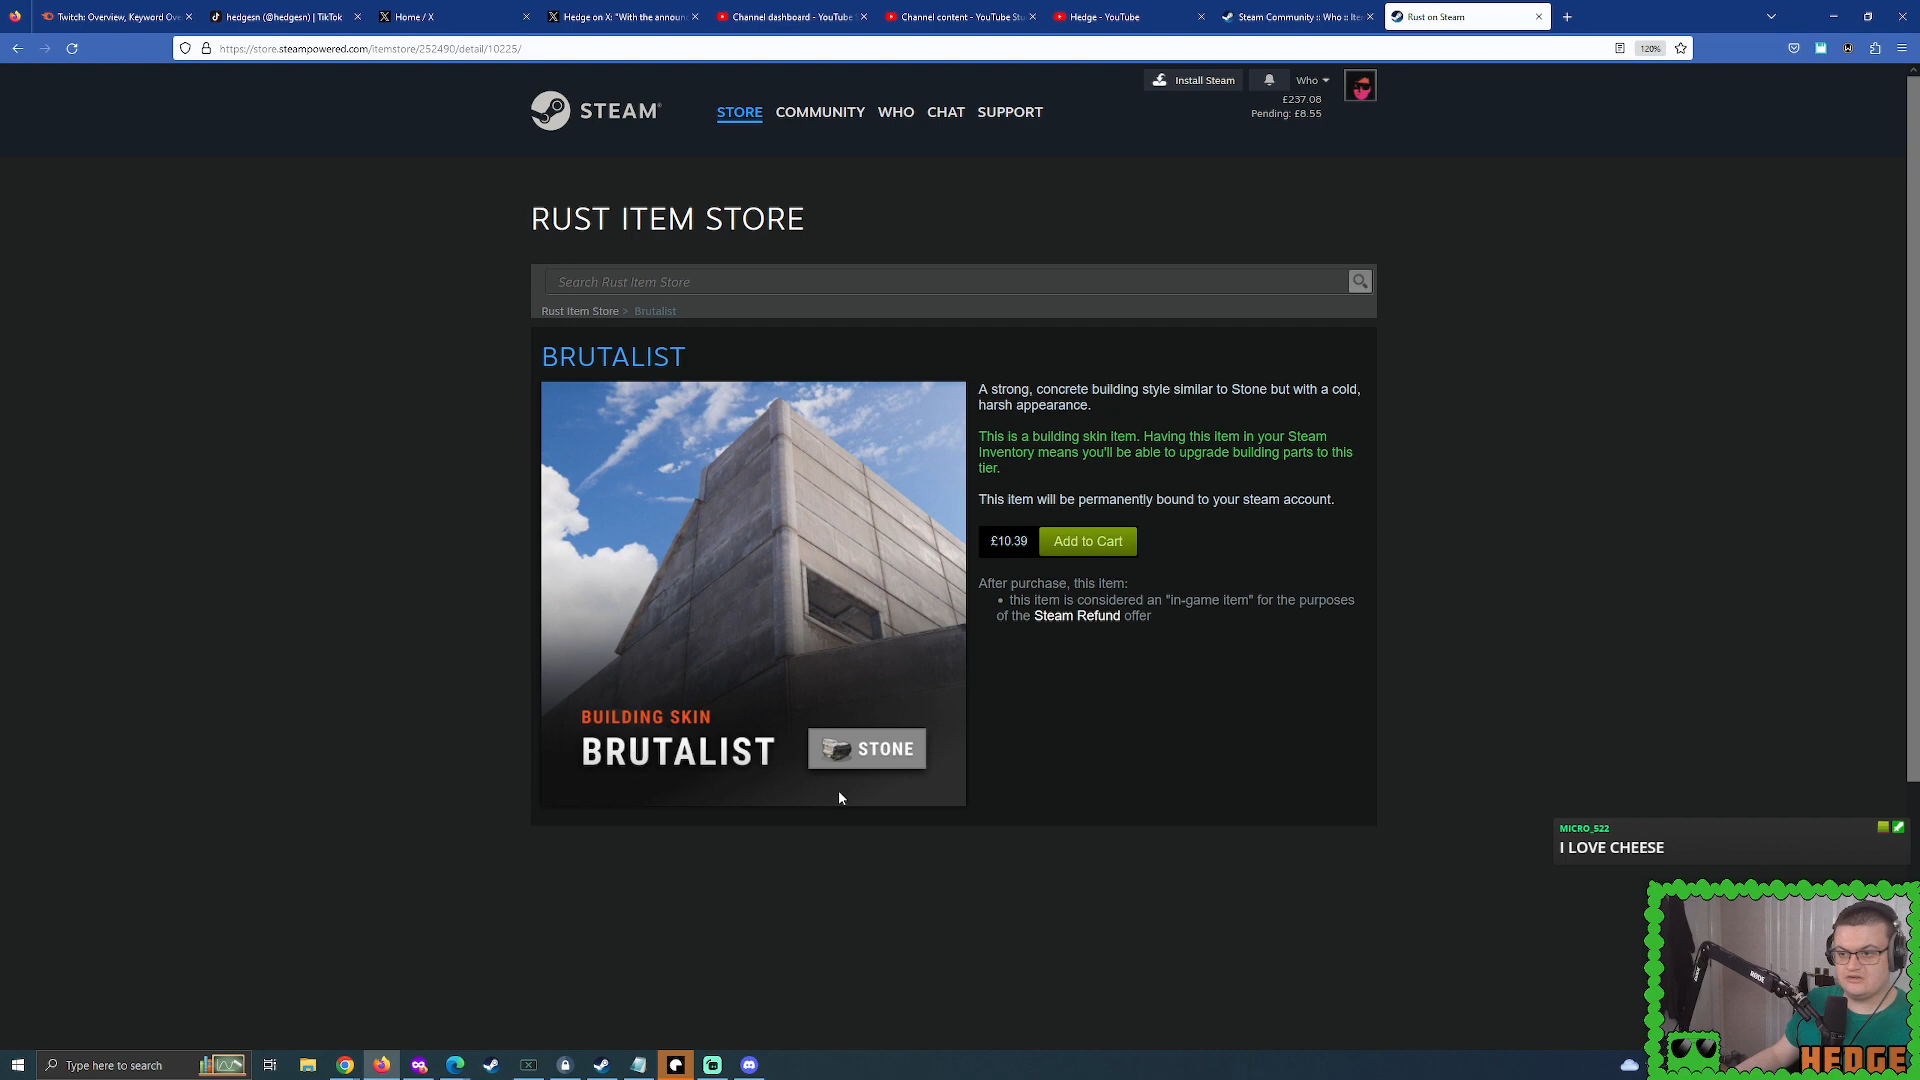 Twitch: Overview, Keyword Ove
hedgesn (@hedgesn) | TikTok
Home / X
Hedge on X: "With the announc
Channel dashboard - YouTube S
Channel content - YouTube Stu
Hedge - YouTube
Steam Community :: Who :: Ite
Rust on Steam
https://store.steampowered.com/itemstore/252490/detail/10225/
120%
Install Steam
Who
£237.08
Pending: £8.55
STEAM
STORE COMMUNITY WHO CHAT SUPPORT
RUST ITEM STORE
Search Rust Item Store
Rust Item Store > Brutalist
BRUTALIST
A strong, concrete building style similar to Stone but with a cold,
harsh appearance.
This is a building skin item. Having this item in your Steam
Inventory means you'll be able to upgrade building parts to this
tier.
This item will be permanently bound to your steam account.
£10.39 Add to Cart
After purchase, this item:
• this item is considered an "in-game item" for the purposes
of the Steam Refund offer
BUILDING SKIN
BRUTALIST
STONE
MICRO_522
I LOVE CHEESE
RØDE
HEDGE
Type here to search